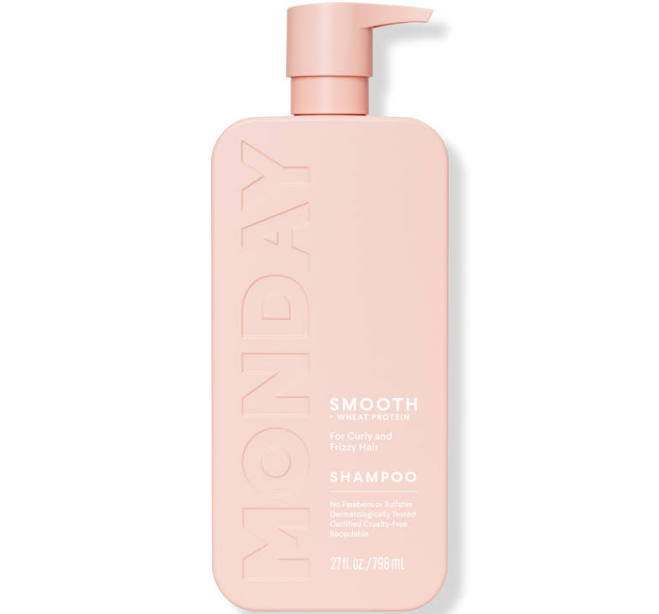 MONDAY
SMOOTH
+ WHEAT PROTEIN
For Curly and
Frizzy Hair
SHAMPOO
No Parabens or Sulfates
Dermatologically Tested
Certified Cruelty-free
Recyclable
27 fl. oz./798 mL